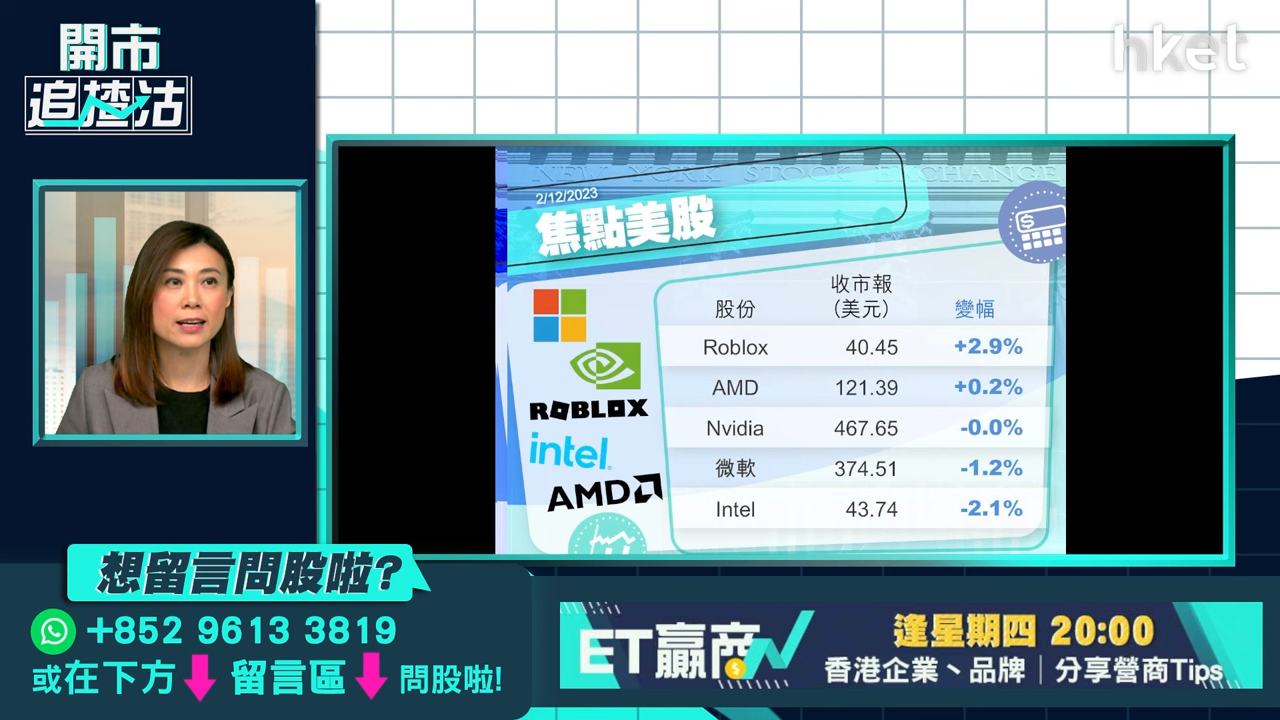 開市
追揸沽
hket
NEW YORK STOCK EXCHANGE
2/12/2023
焦點美股
股份
收市報
(美元)
變幅
Roblox 40.45 +2.9%
AMD 121.39 +0.2%
Nvidia 467.65 -0.0%
微軟 374.51 -1.2%
Intel 43.74 -2.1%
ROBLOX
intel.
AMD
想留言問股啦?
+852 9613 3819
或在下方 留言區 問股啦!
ET贏商
逢星期四 20:00
香港企業、品牌｜分享營商Tips